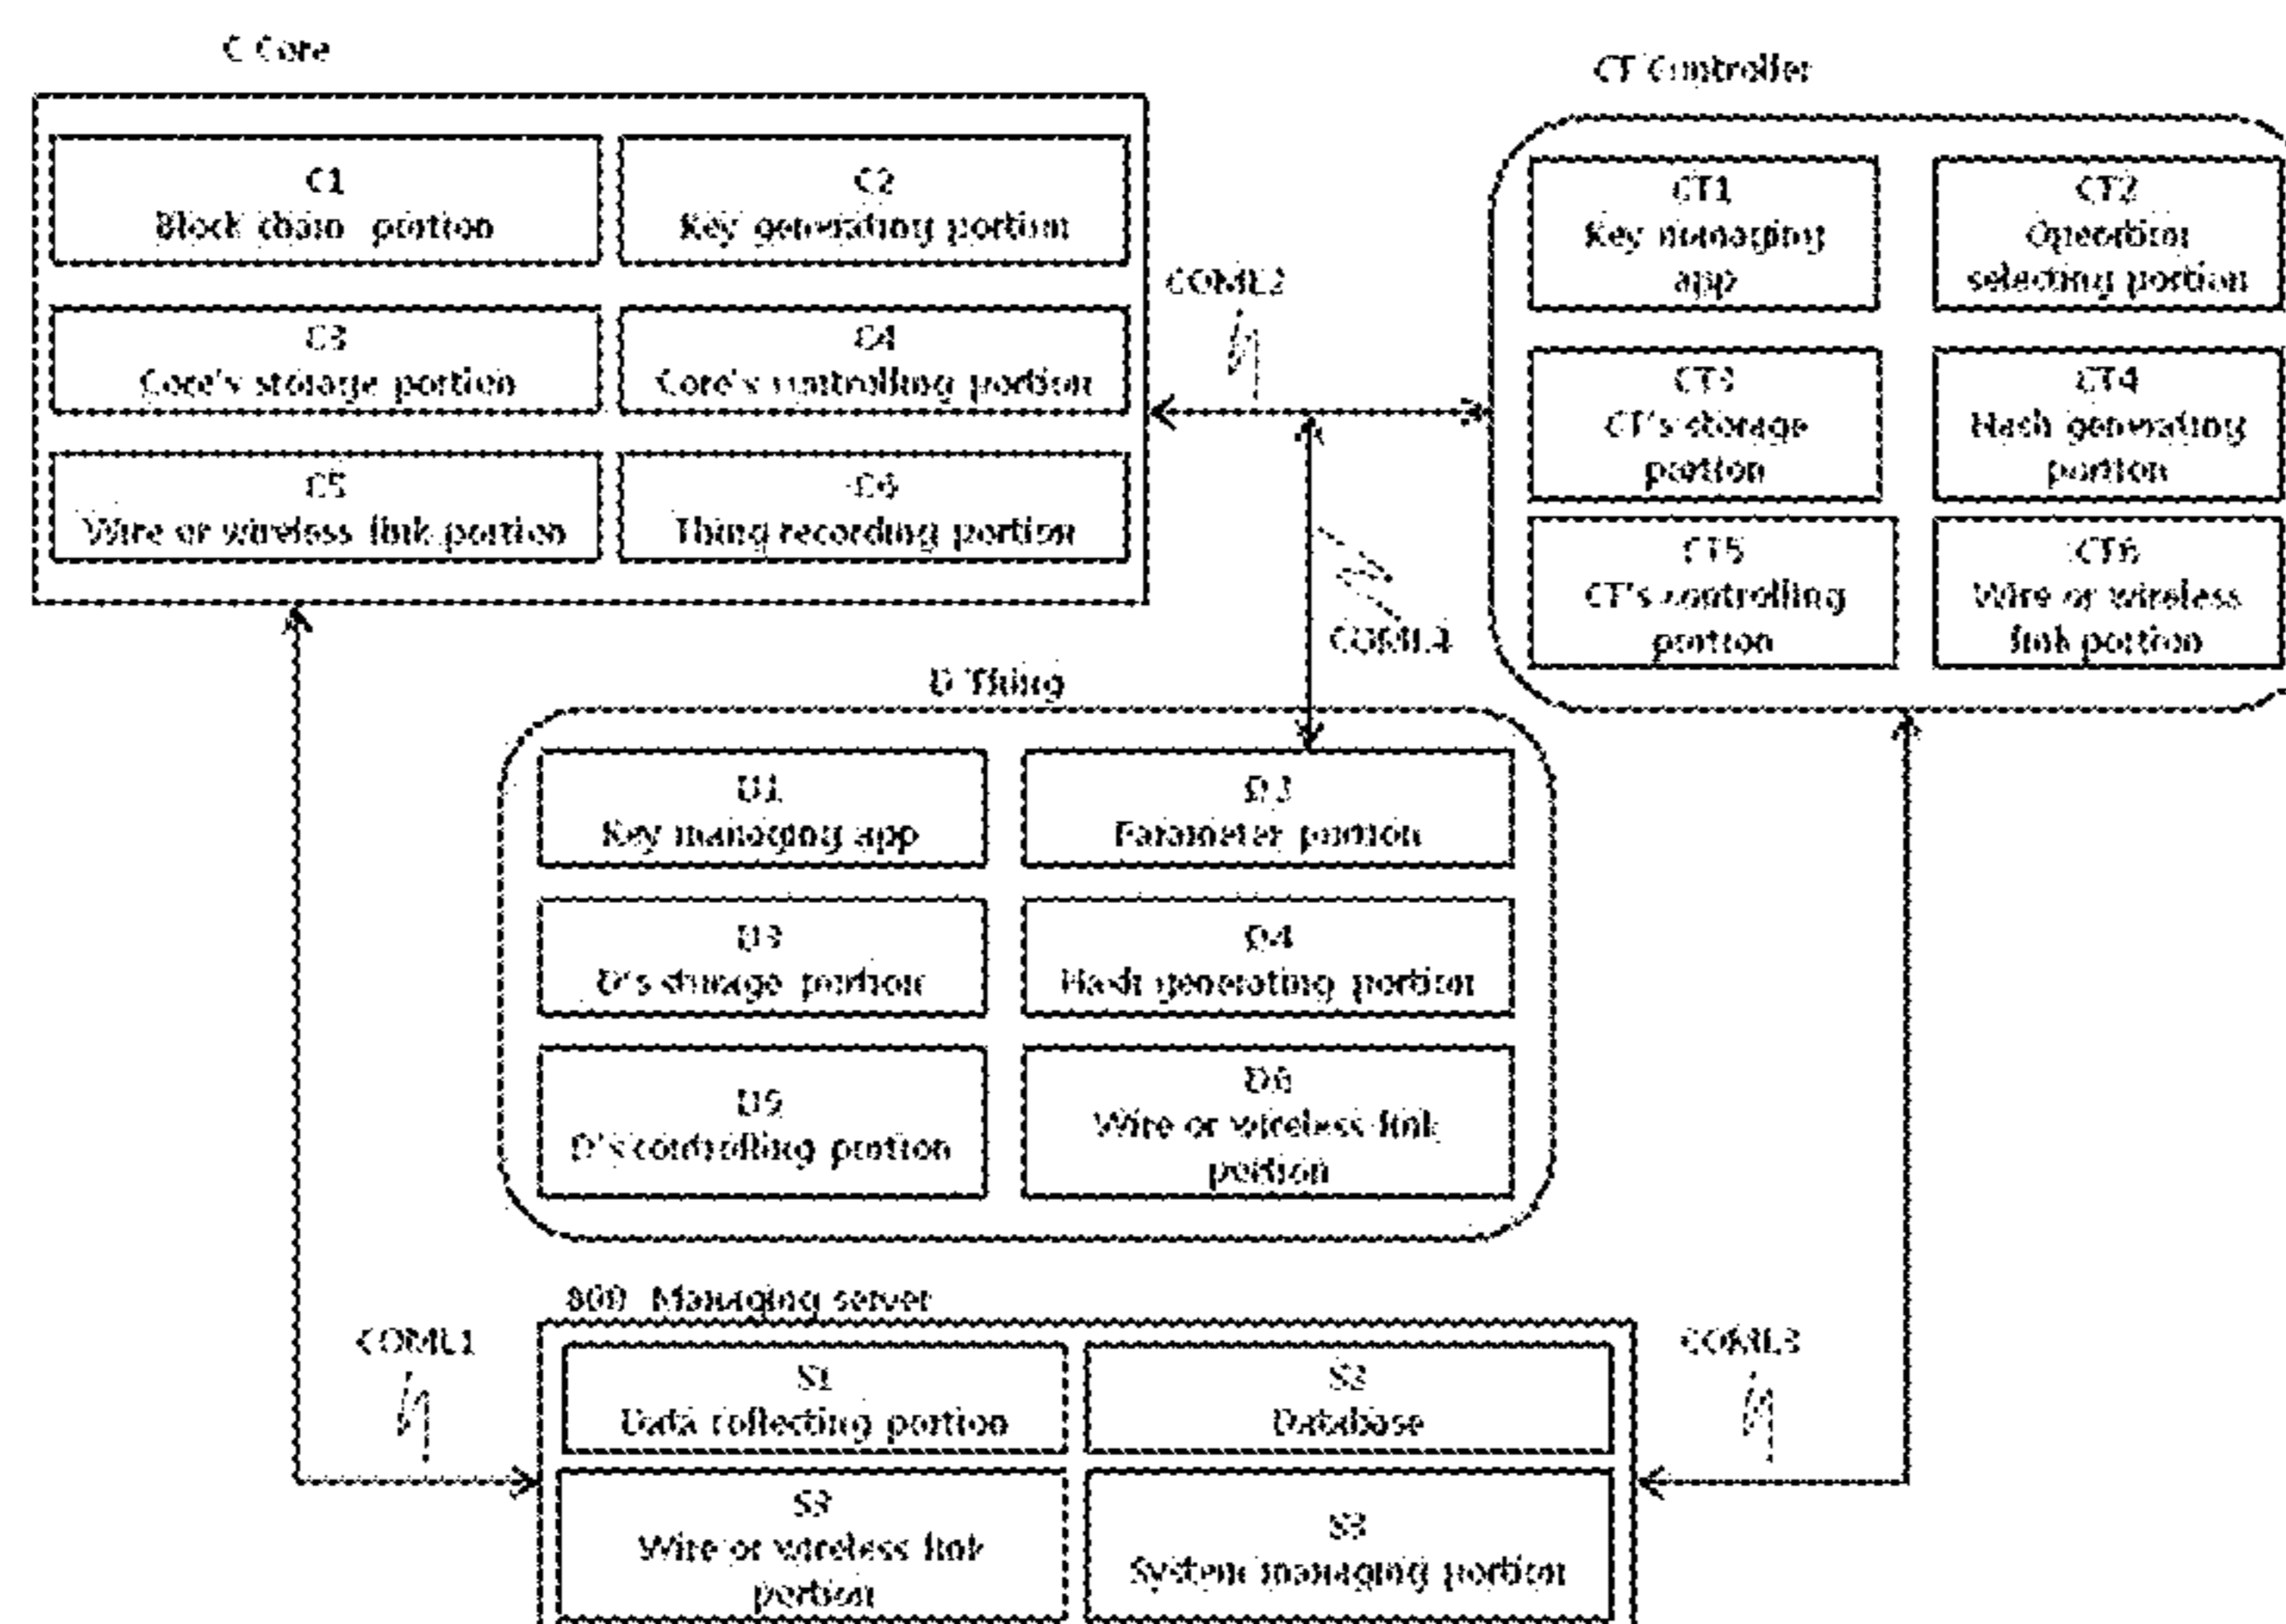 C Core
C1
Block chain portion
C2
Key generating portion
C3
Core's storage portion
C4
Core's controlling portion
C5
Wire or wireless link portion
C6
Thing recording portion
COML2
CT Controller
CT1
Key managing
app
CT2
Operation
selecting portion
CT3
CT's storage
portion
CT4
Hash generating
portion
CT5
CT's controlling
portion
CT6
Wire or wireless
link portion
COML4
D Thing
D1
Key managing app
D2
Parameter portion
D3
D's storage portion
D4
Hash generating portion
D5
D's controlling portion
D6
Wire or wireless link
portion
800 Managing server
COML1
S1
Data collecting portion
S2
Database
COML3
S3
Wire or wireless link
portion
S3
System managing portion